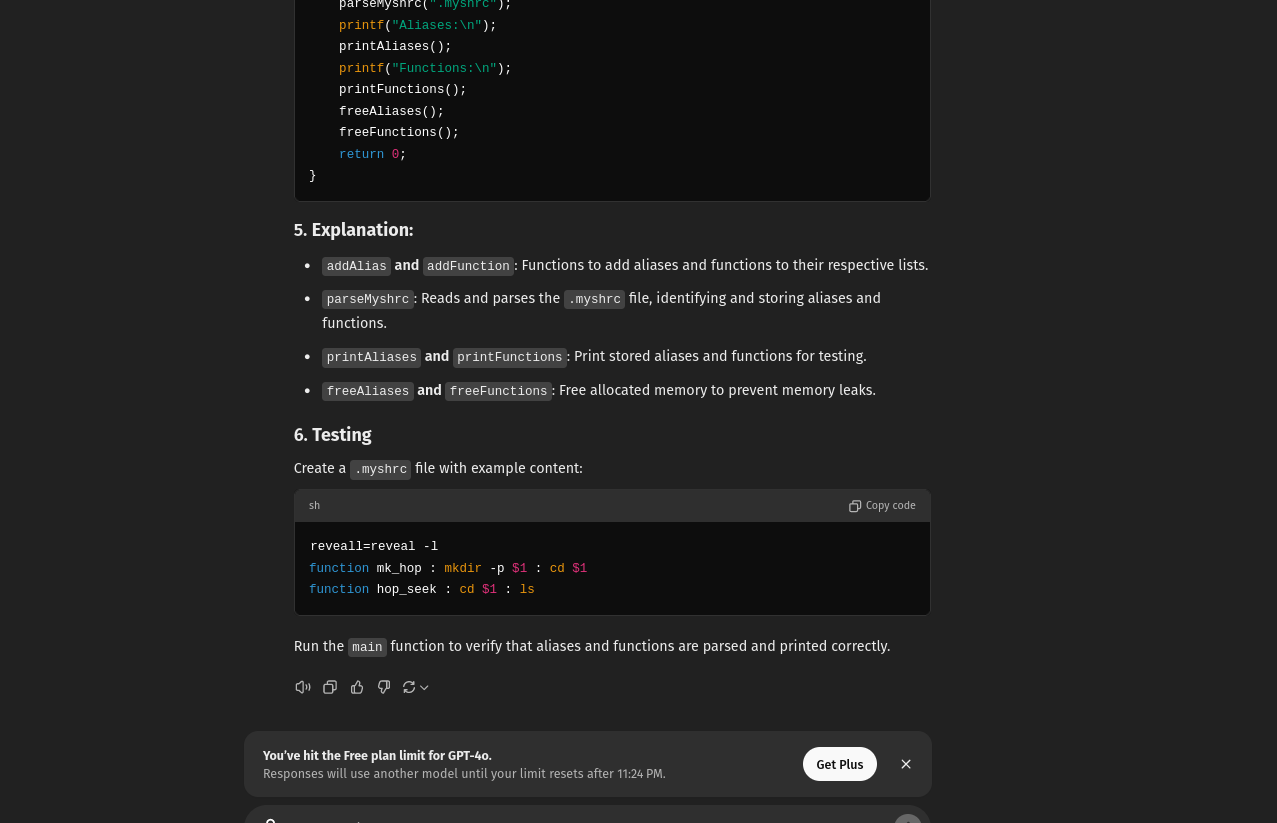 parseMyshrc(".myshrc");
printf("Aliases:\n");
printAliases();
printf("Functions:\n");
printFunctions();
freeAliases();
freeFunctions();
return 0;
}
5. Explanation:
• addAlias and addFunction: Functions to add aliases and functions to their respective lists.
• parseMyshrc: Reads and parses the .myshrc file, identifying and storing aliases and
functions.
• printAliases and printFunctions: Print stored aliases and functions for testing.
• freeAliases and freeFunctions: Free allocated memory to prevent memory leaks.
6. Testing
Create a .myshrc file with example content:
sh Copy code
reveall=reveal -l
function mk_hop : mkdir -p $1 : cd $1
function hop_seek : cd $1 : ls
Run the main function to verify that aliases and functions are parsed and printed correctly.
You've hit the Free plan limit for GPT-4o.
Responses will use another model until your limit resets after 11:24 PM.
Get Plus